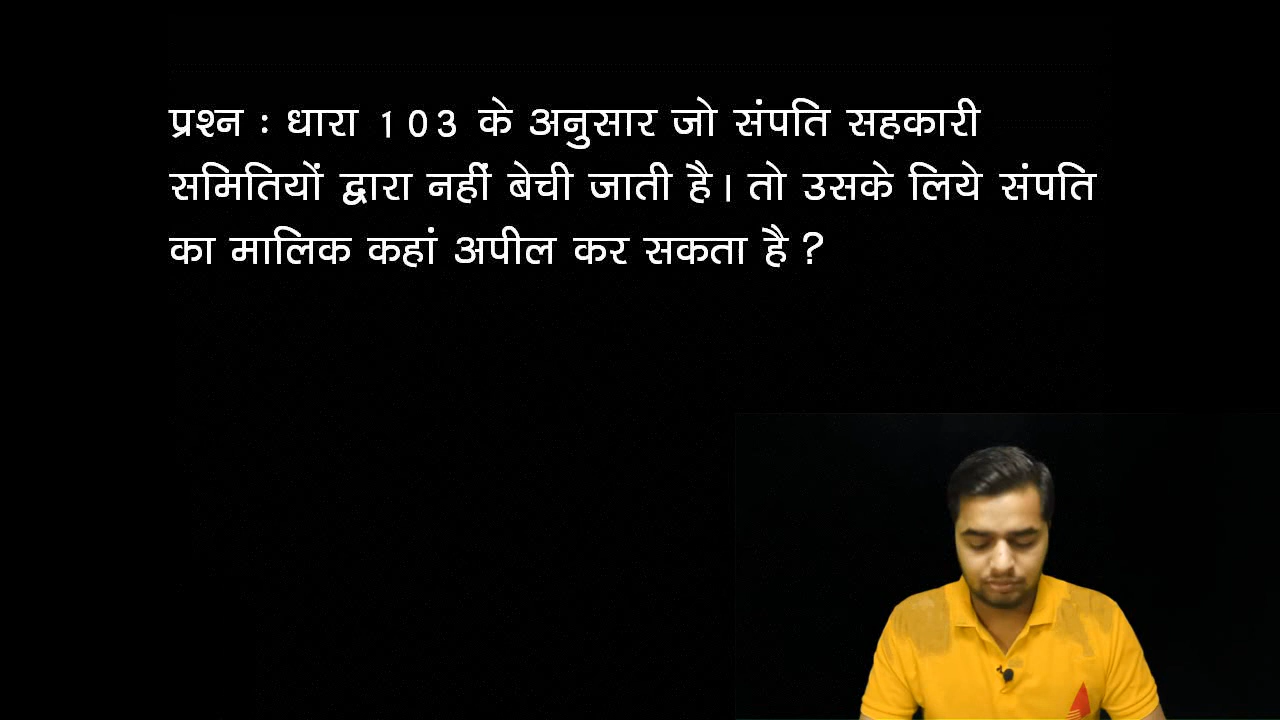 प्रश्न : धारा 103 के अनुसार जो संपति सहकारी
समितियों द्वारा नहीं बेची जाती है। तो उसके लिये संपति
का मालिक कहां अपील कर सकता है ?